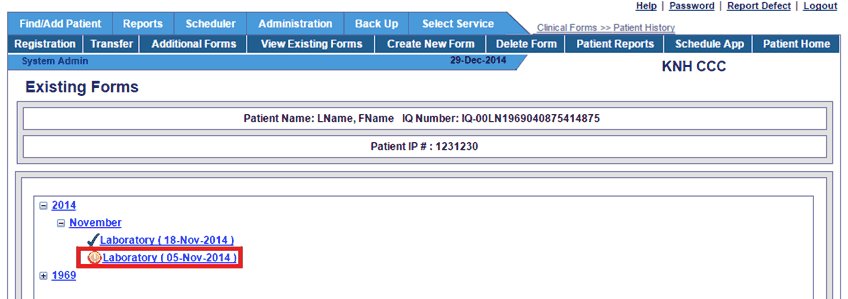 Help | Password | Report Defect | Logout
Find/Add Patient Reports Scheduler Administration Back Up Select Service
Clinical Forms >> Patient History
Registration Transfer Additional Forms View Existing Forms Create New Form Delete Form Patient Reports Schedule App Patient Home
System Admin 29-Dec-2014
KNH CCC
Existing Forms
Patient Name: LName, FName IQ Number: IQ-00LN1969040875414875
Patient IP # : 1231230
2014
November
Laboratory ( 18-Nov-2014 )
Laboratory ( 05-Nov-2014 )
1969